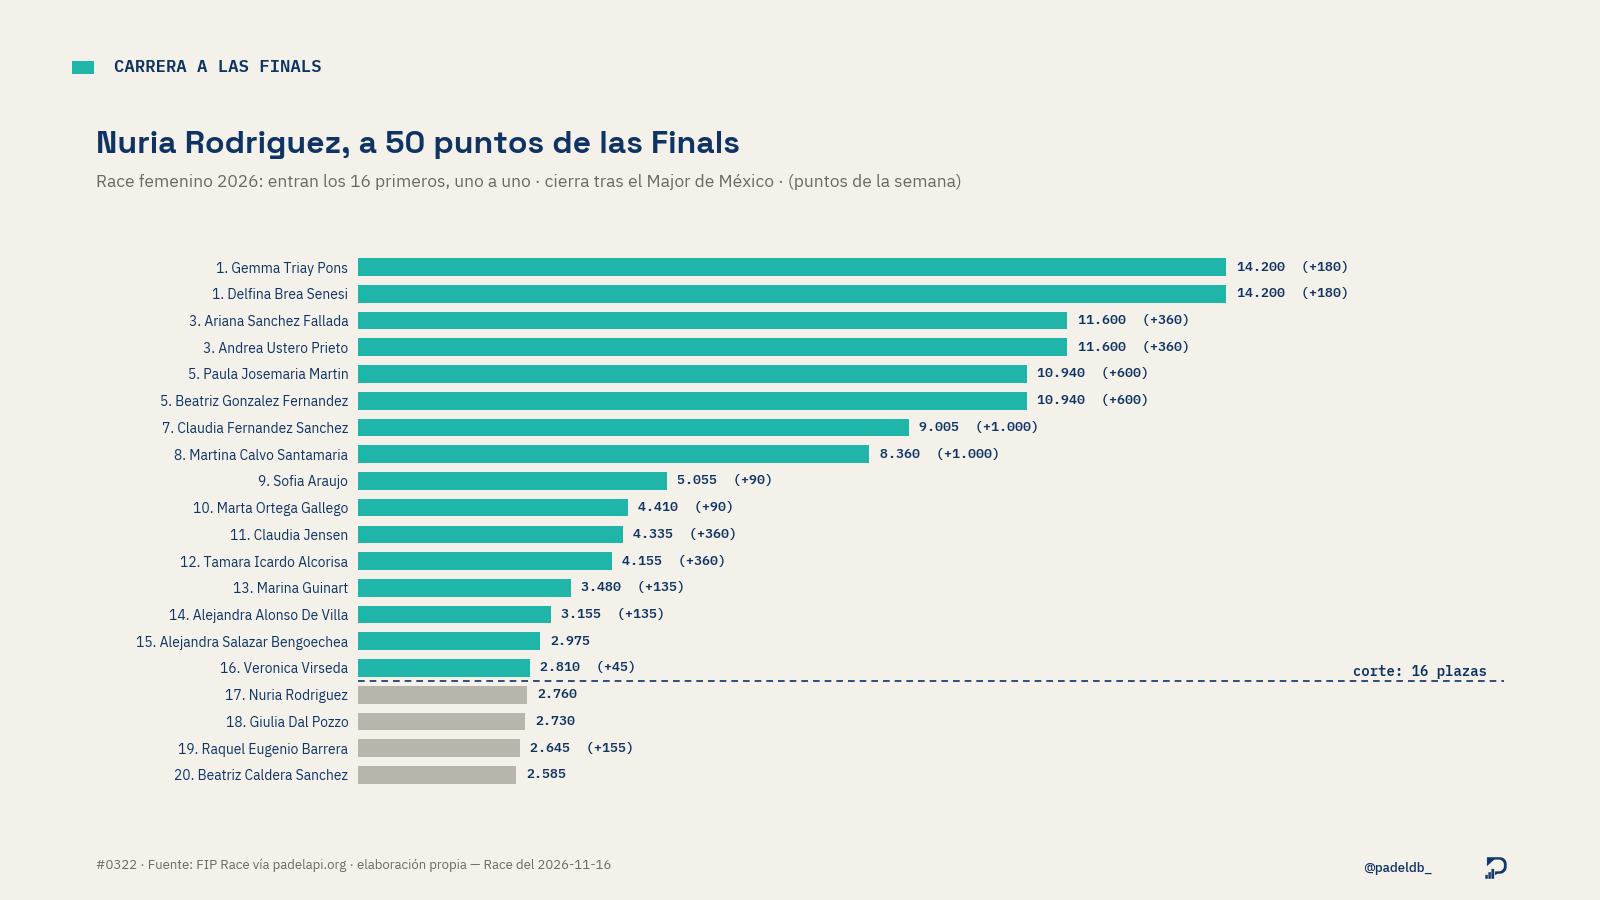 CARRERA A LAS FINALS
Nuria Rodriguez, a 50 puntos de las Finals
Race femenino 2026: entran los 16 primeros, uno a uno · cierra tras el Major de México · (puntos de la semana)
1. Gemma Triay Pons 14.200 (+180)
1. Delfina Brea Senesi 14.200 (+180)
3. Ariana Sanchez Fallada 11.600 (+360)
3. Andrea Ustero Prieto 11.600 (+360)
5. Paula Josemaria Martin 10.940 (+600)
5. Beatriz Gonzalez Fernandez 10.940 (+600)
7. Claudia Fernandez Sanchez 9.005 (+1.000)
8. Martina Calvo Santamaria 8.360 (+1.000)
9. Sofia Araujo 5.055 (+90)
10. Marta Ortega Gallego 4.410 (+90)
11. Claudia Jensen 4.335 (+360)
12. Tamara Icardo Alcorisa 4.155 (+360)
13. Marina Guinart 3.480 (+135)
14. Alejandra Alonso De Villa 3.155 (+135)
15. Alejandra Salazar Bengoechea 2.975
16. Veronica Virseda 2.810 (+45)
corte: 16 plazas
17. Nuria Rodriguez 2.760
18. Giulia Dal Pozzo 2.730
19. Raquel Eugenio Barrera 2.645 (+155)
20. Beatriz Caldera Sanchez 2.585
#0322 · Fuente: FIP Race vía padelapi.org · elaboración propia — Race del 2026-11-16
@padeldb_